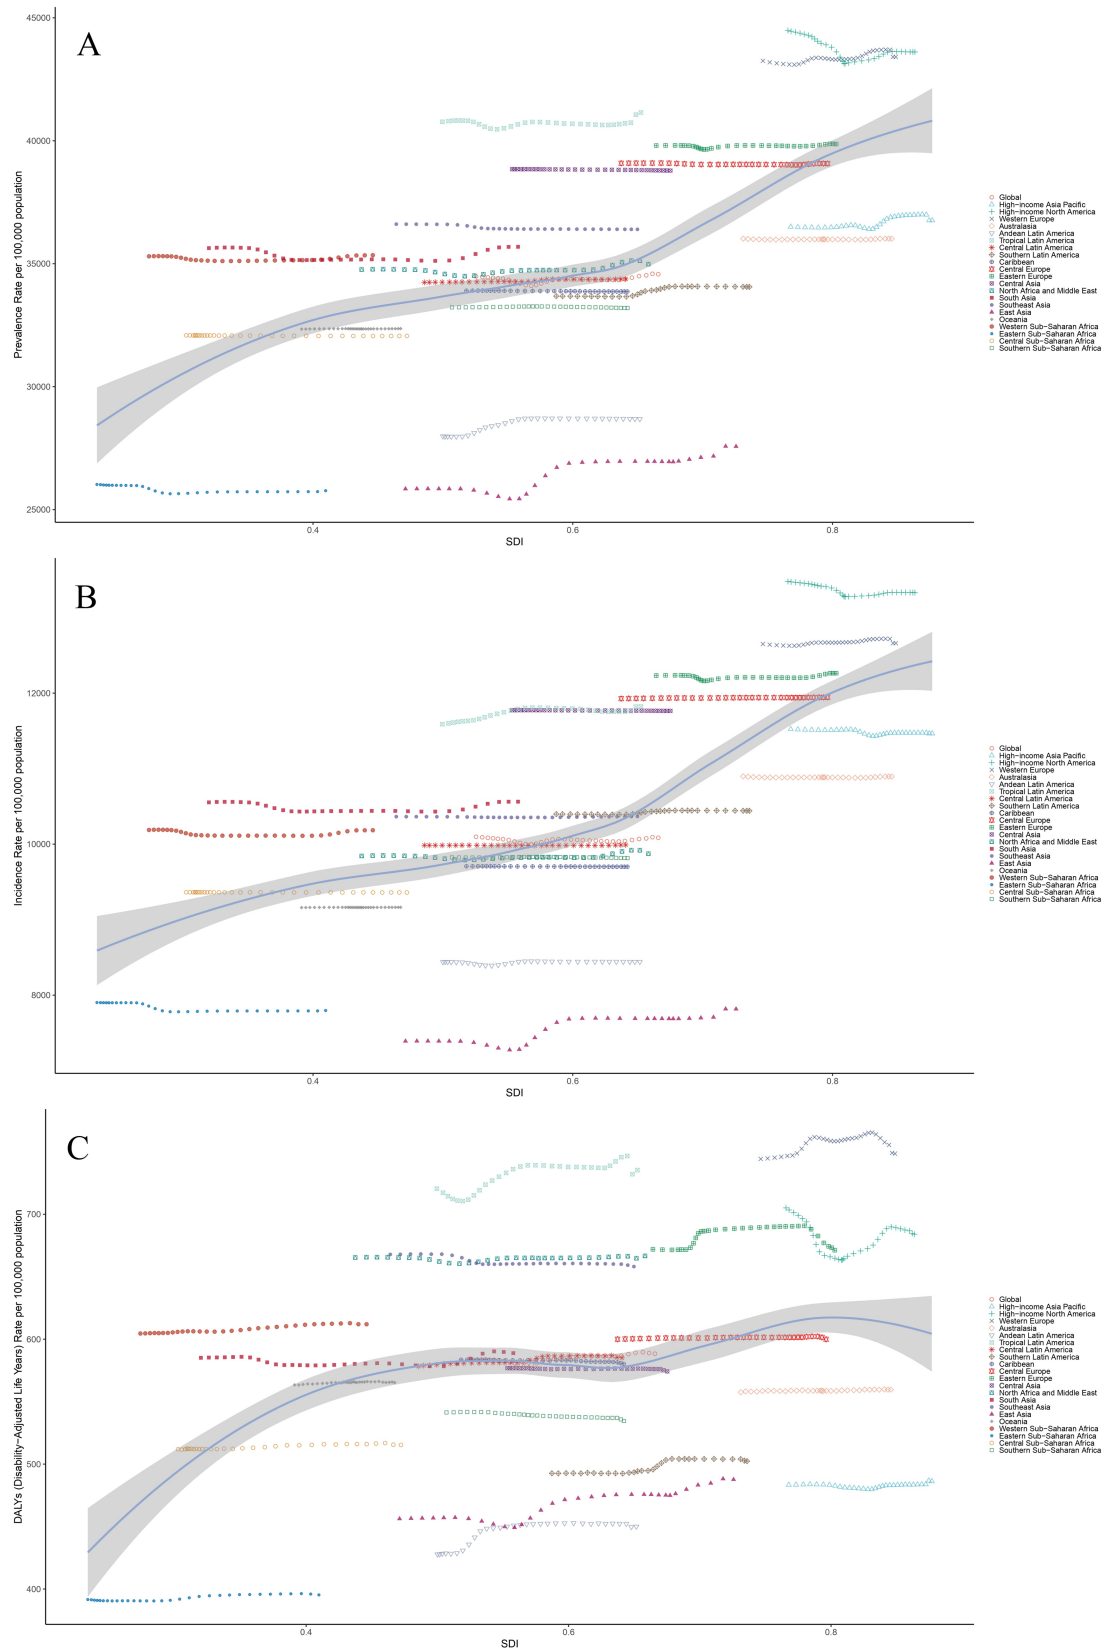 A
45000
40000
35000
30000
25000
Prevalence Rate per 100,000 population
0.4
0.6
0.8
SDI
Global
High−income Asia Pacific
High−income North America
Western Europe
Australasia
Andean Latin America
Tropical Latin America
Central Latin America
Southern Latin America
Caribbean
Central Europe
Eastern Europe
Central Asia
North Africa and Middle East
South Asia
Southeast Asia
East Asia
Oceania
Western Sub−Saharan Africa
Eastern Sub−Saharan Africa
Central Sub−Saharan Africa
Southern Sub−Saharan Africa
B
12000
10000
8000
Incidence Rate per 100,000 population
0.4
0.6
0.8
SDI
Global
High−income Asia Pacific
High−income North America
Western Europe
Australasia
Andean Latin America
Tropical Latin America
Central Latin America
Southern Latin America
Caribbean
Central Europe
Eastern Europe
Central Asia
North Africa and Middle East
South Asia
Southeast Asia
East Asia
Oceania
Western Sub−Saharan Africa
Eastern Sub−Saharan Africa
Central Sub−Saharan Africa
Southern Sub−Saharan Africa
C
700
600
500
400
DALYs (Disability−Adjusted Life Years) Rate per 100,000 population
0.4
0.6
0.8
SDI
Global
High−income Asia Pacific
High−income North America
Western Europe
Australasia
Andean Latin America
Tropical Latin America
Central Latin America
Southern Latin America
Caribbean
Central Europe
Eastern Europe
Central Asia
North Africa and Middle East
South Asia
Southeast Asia
East Asia
Oceania
Western Sub−Saharan Africa
Eastern Sub−Saharan Africa
Central Sub−Saharan Africa
Southern Sub−Saharan Africa